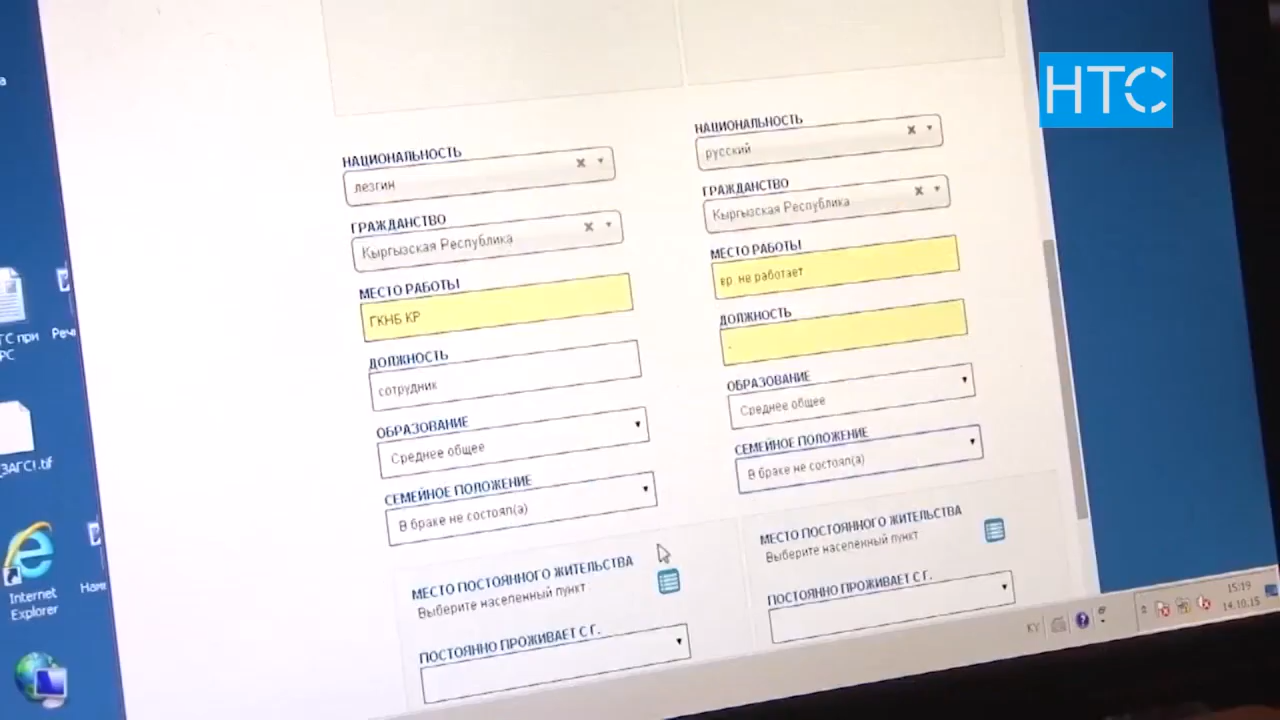 НТС
НАЦИОНАЛЬНОСТЬ
лезгин
ГРАЖДАНСТВО
Кыргызская Республика
МЕСТО РАБОТЫ
ГКНБ КР
ДОЛЖНОСТЬ
сотрудник
ОБРАЗОВАНИЕ
Среднее общее
СЕМЕЙНОЕ ПОЛОЖЕНИЕ
В браке не состоял(а)
МЕСТО ПОСТОЯННОГО ЖИТЕЛЬСТВА
Выберите населенный пункт
ПОСТОЯННО ПРОЖИВАЕТ С Г.
НАЦИОНАЛЬНОСТЬ
русский
ГРАЖДАНСТВО
Кыргызская Республика
МЕСТО РАБОТЫ
вр не работает
ДОЛЖНОСТЬ
-
ОБРАЗОВАНИЕ
Среднее общее
СЕМЕЙНОЕ ПОЛОЖЕНИЕ
В браке не состоял(а)
МЕСТО ПОСТОЯННОГО ЖИТЕЛЬСТВА
Выберите населенный пункт
ПОСТОЯННО ПРОЖИВАЕТ С Г.
Internet
Explorer
KY
15:19
14.10.15